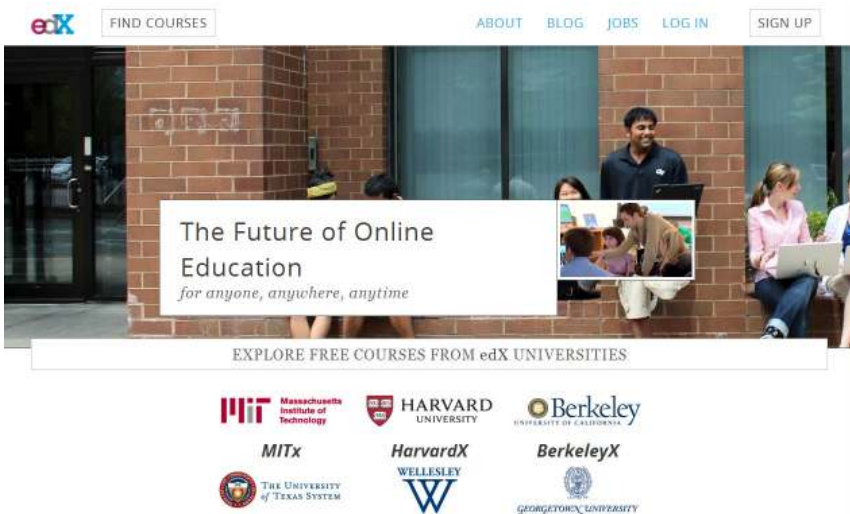 edX
FIND COURSES
ABOUT
BLOG
JOBS
LOG IN
SIGN UP
The Future of Online
Education
for anyone, anywhere, anytime
EXPLORE FREE COURSES FROM edX UNIVERSITIES
MIT
Massachusetts
Institute of
Technology
HARVARD
UNIVERSITY
Berkeley
UNIVERSITY OF CALIFORNIA
MITx
HarvardX
BerkeleyX
THE UNIVERSITY
of TEXAS SYSTEM
WELLESLEY
W
GEORGETOWN UNIVERSITY